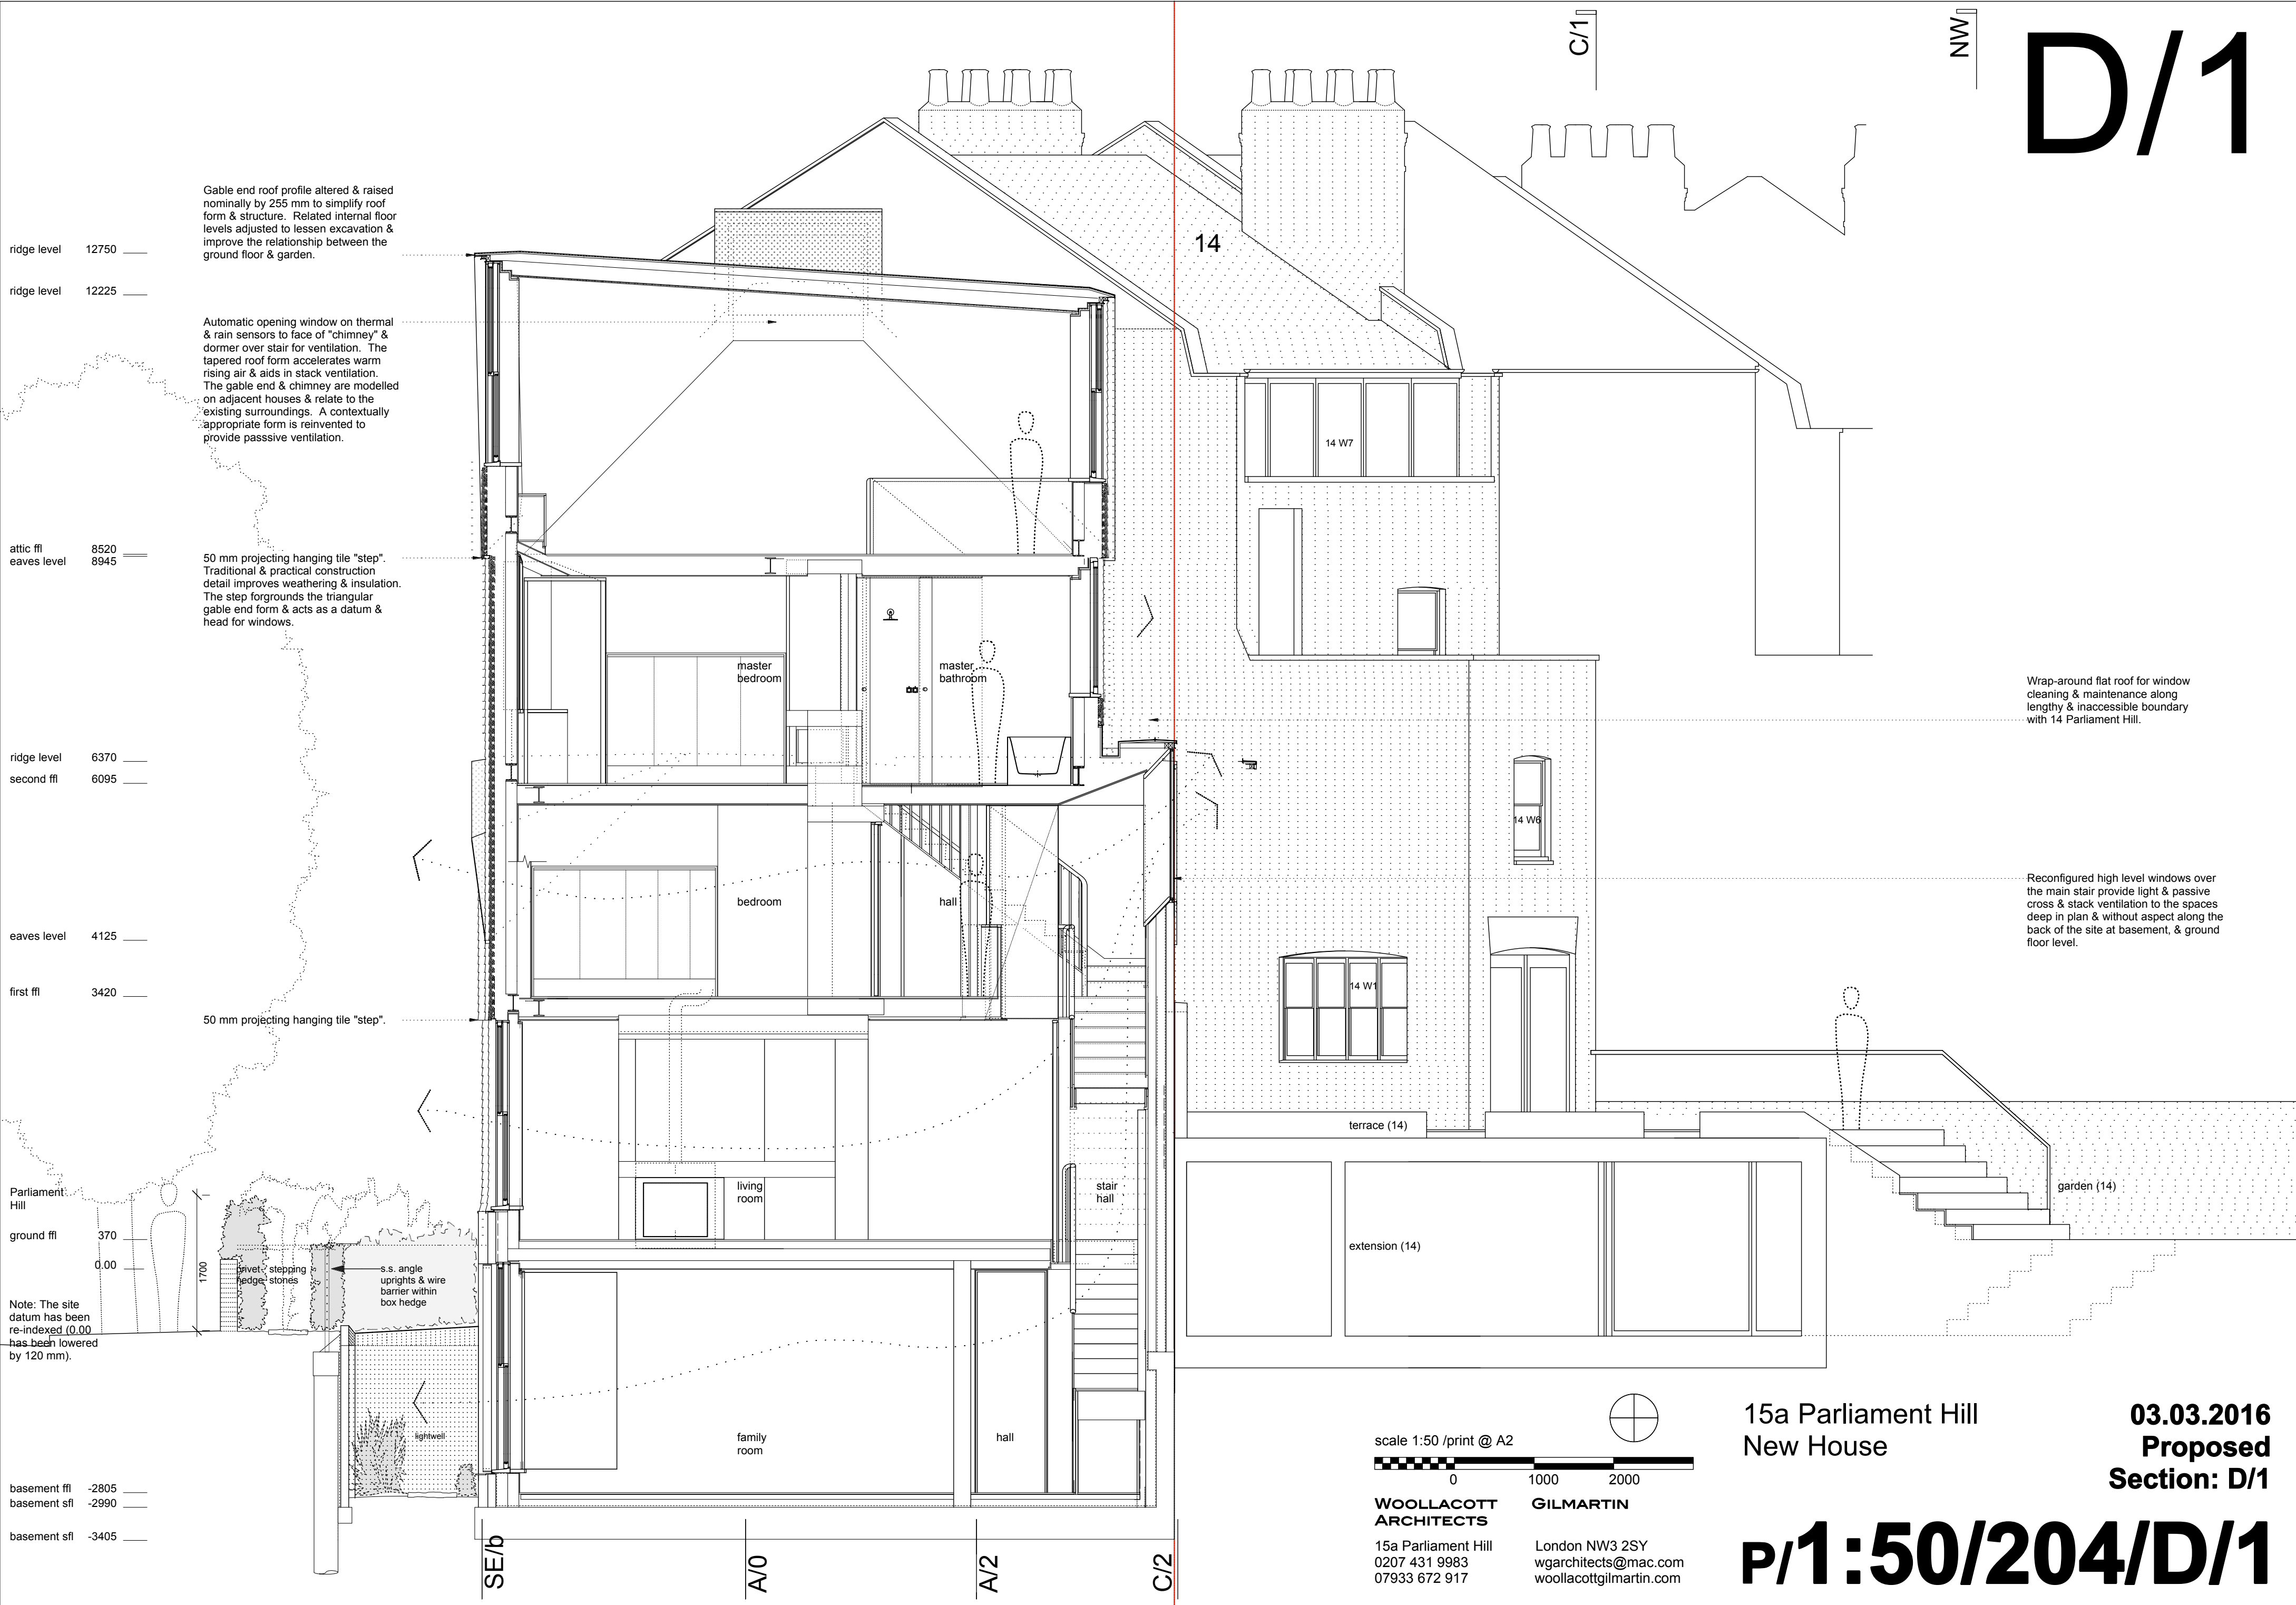 C/1
NW
D/1
Gable end roof profile altered & raised
nominally by 255 mm to simplify roof
form & structure.  Related internal floor
levels adjusted to lessen excavation &
improve the relationship between the
ground floor & garden.
ridge level 12750
ridge level 12225
14
Automatic opening window on thermal
& rain sensors to face of "chimney" &
dormer over stair for ventilation.  The
tapered roof form accelerates warm
rising air & aids in stack ventilation.
The gable end & chimney are modelled
on adjacent houses & relate to the
existing surroundings.  A contextually
appropriate form is reinvented to
provide passsive ventilation.
14 W7
attic ffl 8520
eaves level 8945
50 mm projecting hanging tile "step".
Traditional & practical construction
detail improves weathering & insulation.
The step forgrounds the triangular
gable end form & acts as a datum &
head for windows.
master
bedroom
master
bathroom
Wrap-around flat roof for window
cleaning & maintenance along
lengthy & inaccessible boundary
with 14 Parliament Hill.
ridge level 6370
second ffl 6095
14 W6
bedroom
hall
Reconfigured high level windows over
the main stair provide light & passive
cross & stack ventilation to the spaces
deep in plan & without aspect along the
back of the site at basement, & ground
floor level.
eaves level 4125
first ffl 3420
14 W1
50 mm projecting hanging tile "step".
terrace (14)
Parliament
Hill
living
room
stair
hall
garden (14)
ground ffl 370
extension (14)
0.00
1700
privet
hedge
stepping
stones
s.s. angle
uprights & wire
barrier within
box hedge
Note: The site
datum has been
re-indexed (0.00
has been lowered
by 120 mm).
lightwell
family
room
hall
basement ffl -2805
basement sfl -2990
basement sfl -3405
SE/b
A/0
A/2
C/2
scale 1:50 /print @ A2
0 1000 2000
WOOLLACOTT GILMARTIN
ARCHITECTS
15a Parliament Hill London NW3 2SY
0207 431 9983 wgarchitects@mac.com
07933 672 917 woollacottgilmartin.com
15a Parliament Hill
New House
03.03.2016
Proposed
Section: D/1
P/1:50/204/D/1